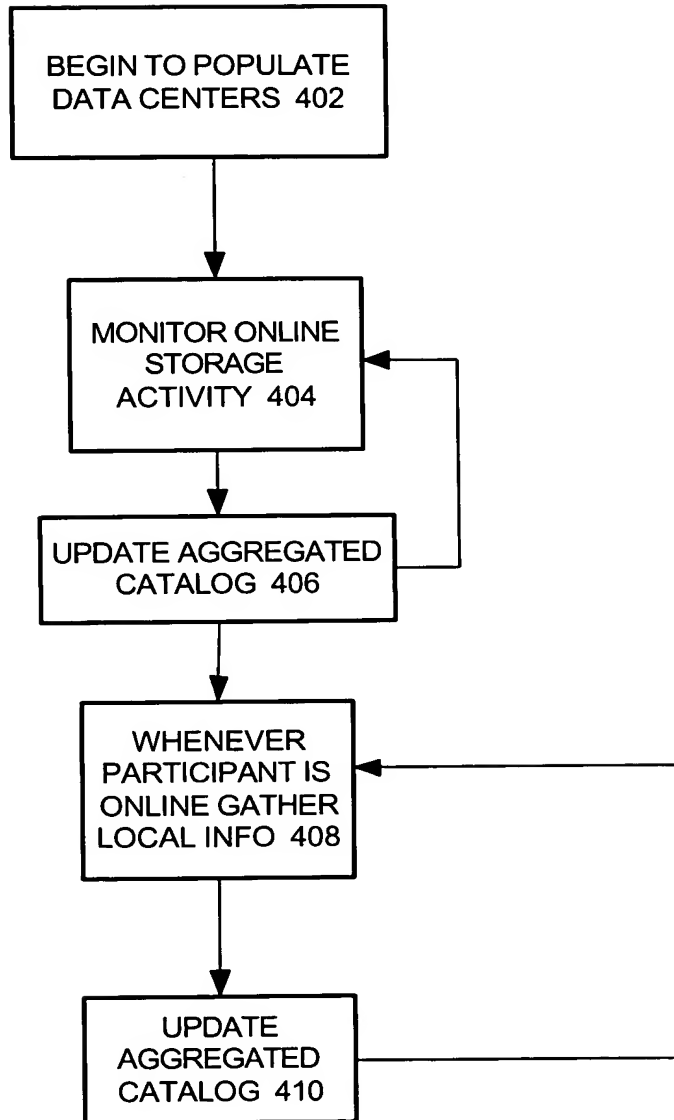 BEGIN TO POPULATE
DATA CENTERS 402
MONITOR ONLINE
STORAGE
ACTIVITY 404
UPDATE AGGREGATED
CATALOG 406
WHENEVER
PARTICIPANT IS
ONLINE GATHER
LOCAL INFO 408
UPDATE
AGGREGATED
CATALOG 410